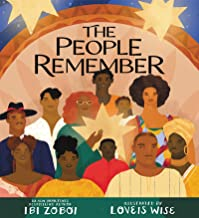 THE
PEOPLE
REMEMBER
IBI ZOBOI
ILLUSTRATED BY
LOVEIS WISE